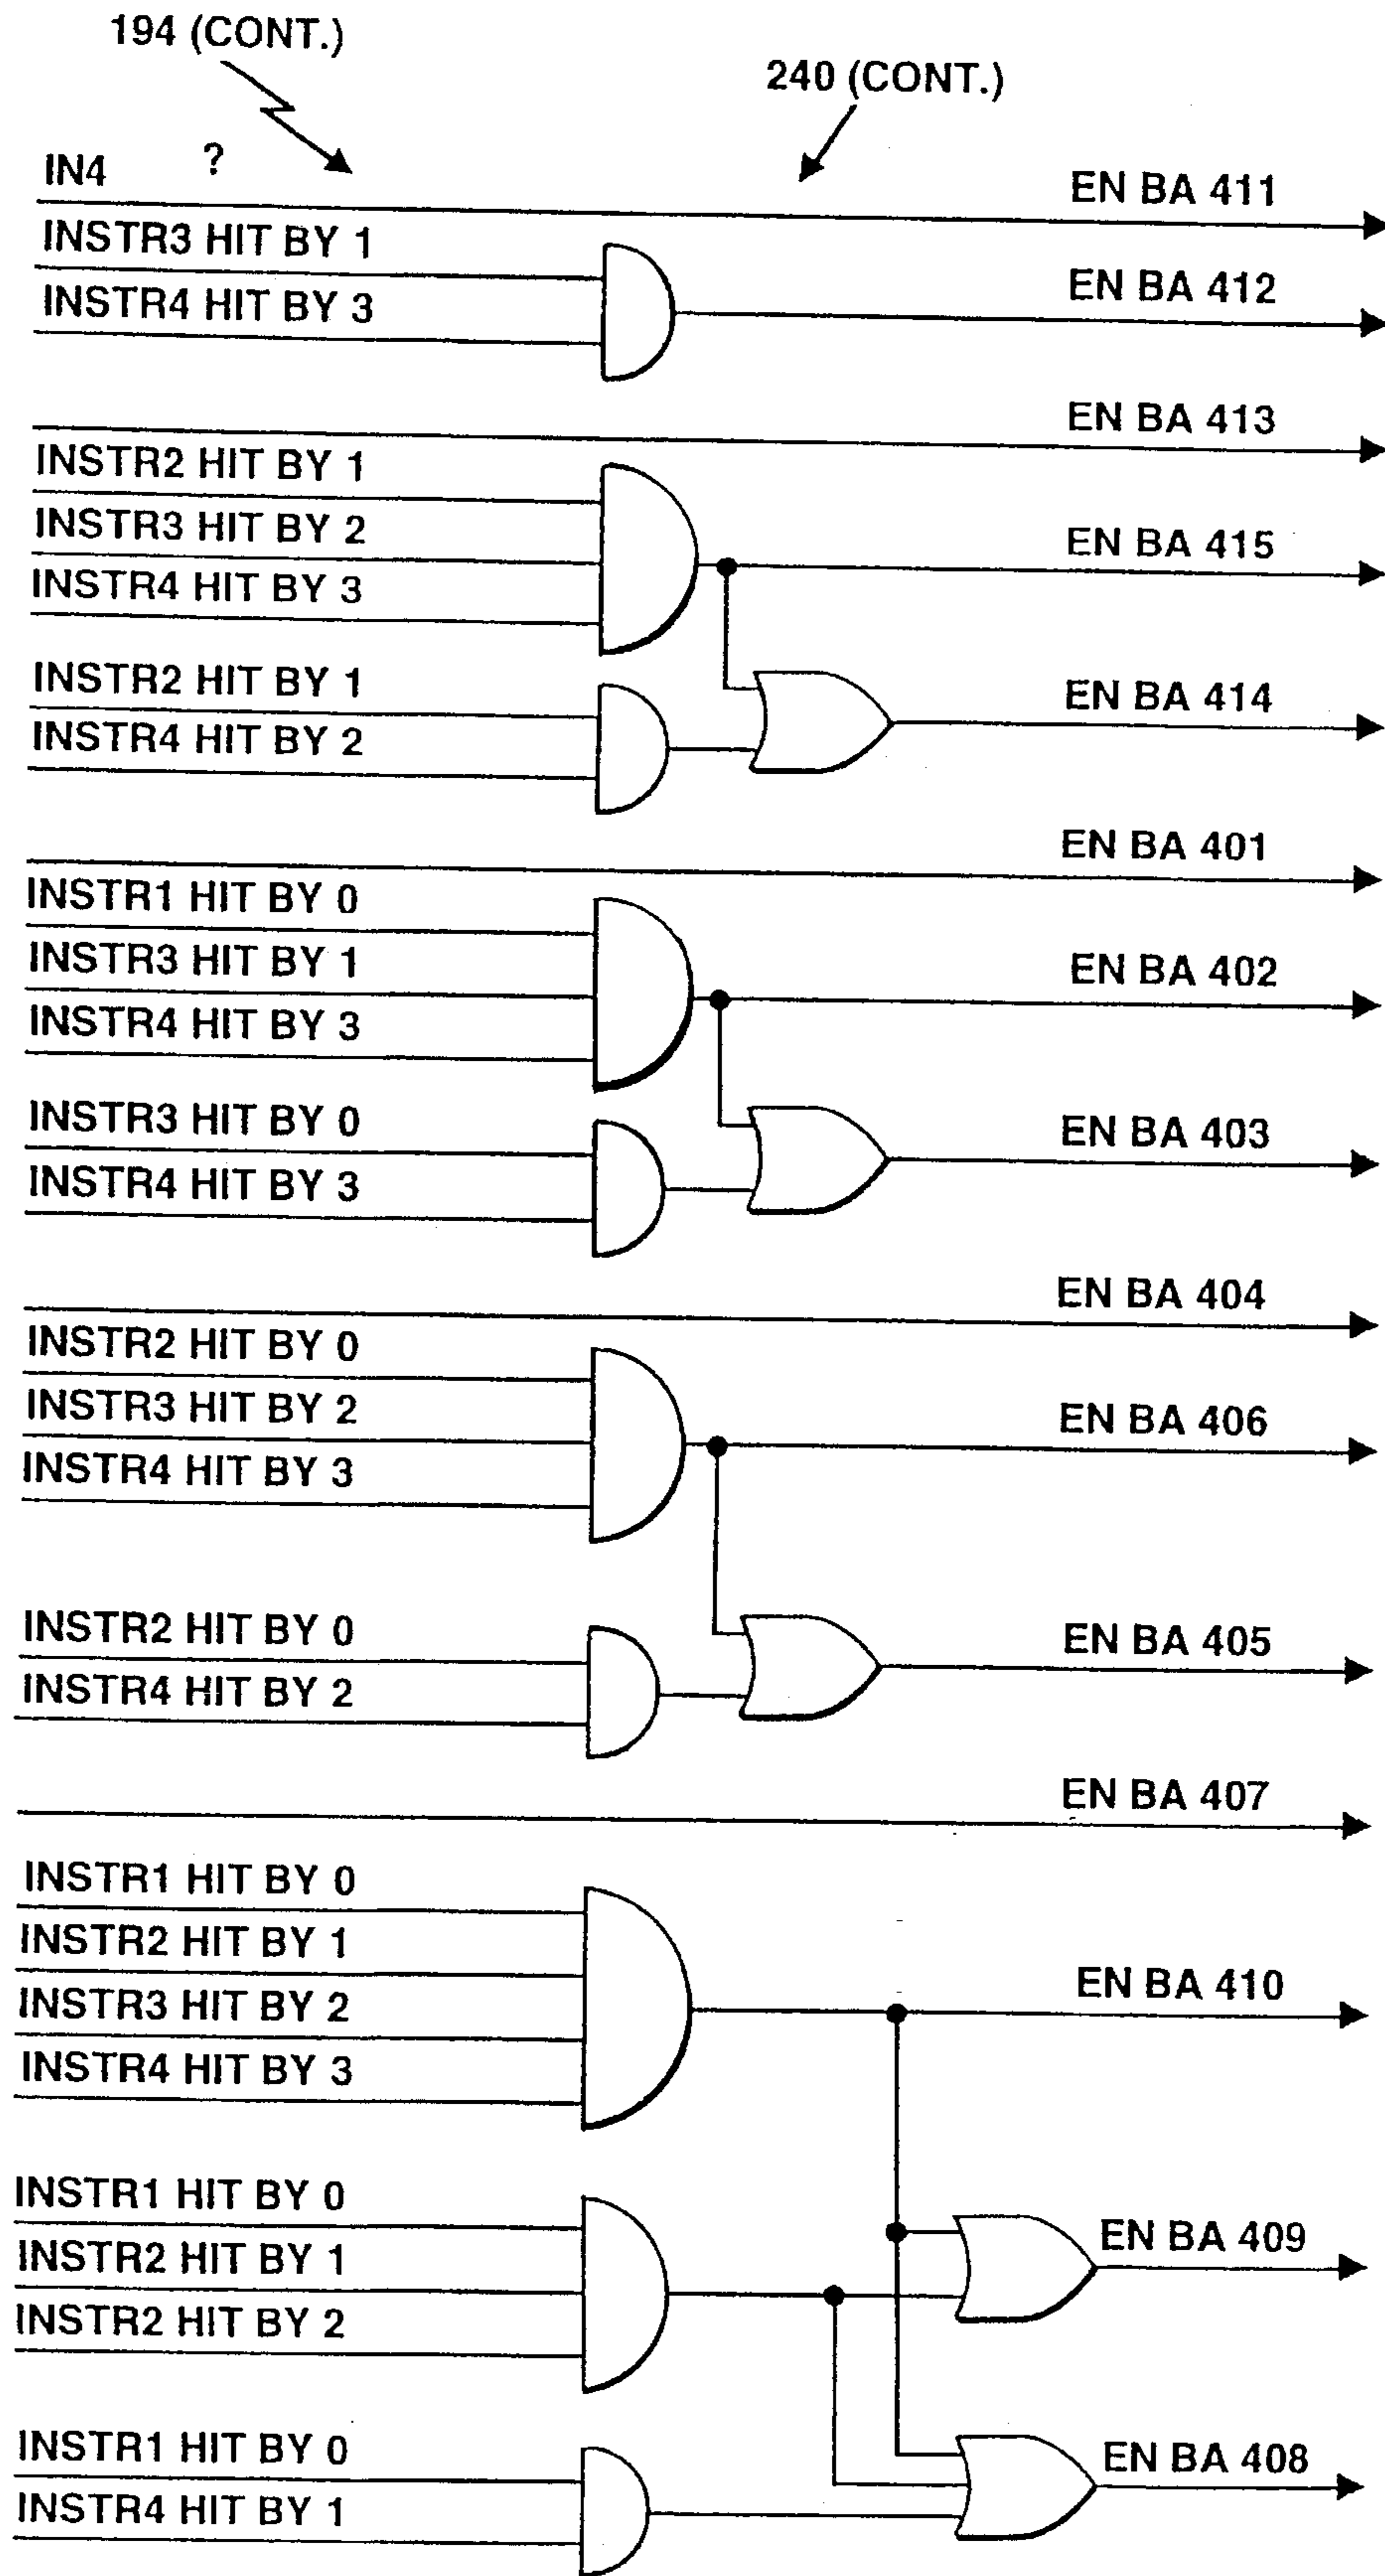 194 (CONT.)
240 (CONT.)
IN4 ?
EN BA 411
INSTR3 HIT BY 1
EN BA 412
INSTR4 HIT BY 3
EN BA 413
INSTR2 HIT BY 1
INSTR3 HIT BY 2
EN BA 415
INSTR4 HIT BY 3
INSTR2 HIT BY 1
EN BA 414
INSTR4 HIT BY 2
EN BA 401
INSTR1 HIT BY 0
INSTR3 HIT BY 1
EN BA 402
INSTR4 HIT BY 3
INSTR3 HIT BY 0
EN BA 403
INSTR4 HIT BY 3
EN BA 404
INSTR2 HIT BY 0
INSTR3 HIT BY 2
EN BA 406
INSTR4 HIT BY 3
INSTR2 HIT BY 0
EN BA 405
INSTR4 HIT BY 2
EN BA 407
INSTR1 HIT BY 0
INSTR2 HIT BY 1
EN BA 410
INSTR3 HIT BY 2
INSTR4 HIT BY 3
INSTR1 HIT BY 0
EN BA 409
INSTR2 HIT BY 1
INSTR2 HIT BY 2
INSTR1 HIT BY 0
EN BA 408
INSTR4 HIT BY 1